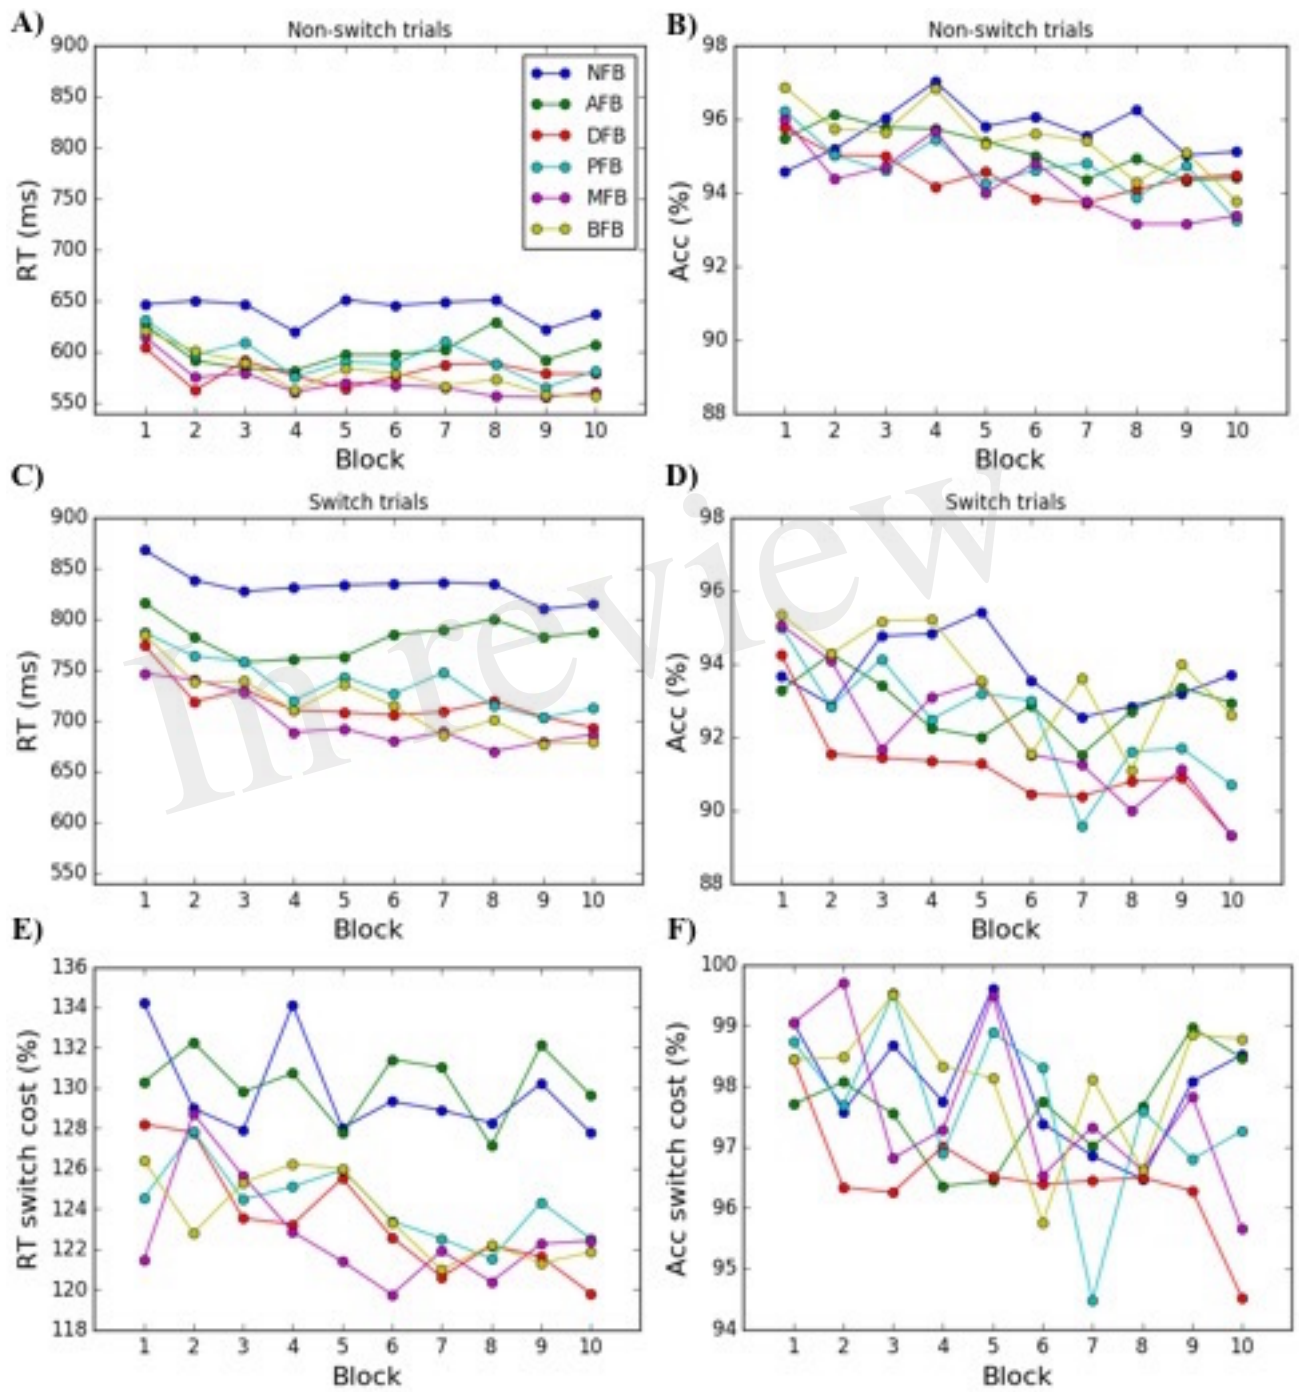 A)
Non-switch trials
900
850
800
750
700
650
600
550
RT (ms)
1 2 3 4 5 6 7 8 9 10
Block
NFB
AFB
DFB
PFB
MFB
BFB
B)
Non-switch trials
98
96
94
92
90
88
Acc (%)
1 2 3 4 5 6 7 8 9 10
Block
C)
Switch trials
900
850
800
750
700
650
600
550
RT (ms)
1 2 3 4 5 6 7 8 9 10
Block
D)
Switch trials
98
96
94
92
90
88
Acc (%)
1 2 3 4 5 6 7 8 9 10
Block
In review
E)
136
134
132
130
128
126
124
122
120
118
RT switch cost (%)
1 2 3 4 5 6 7 8 9 10
Block
F)
100
99
98
97
96
95
94
Acc switch cost (%)
1 2 3 4 5 6 7 8 9 10
Block